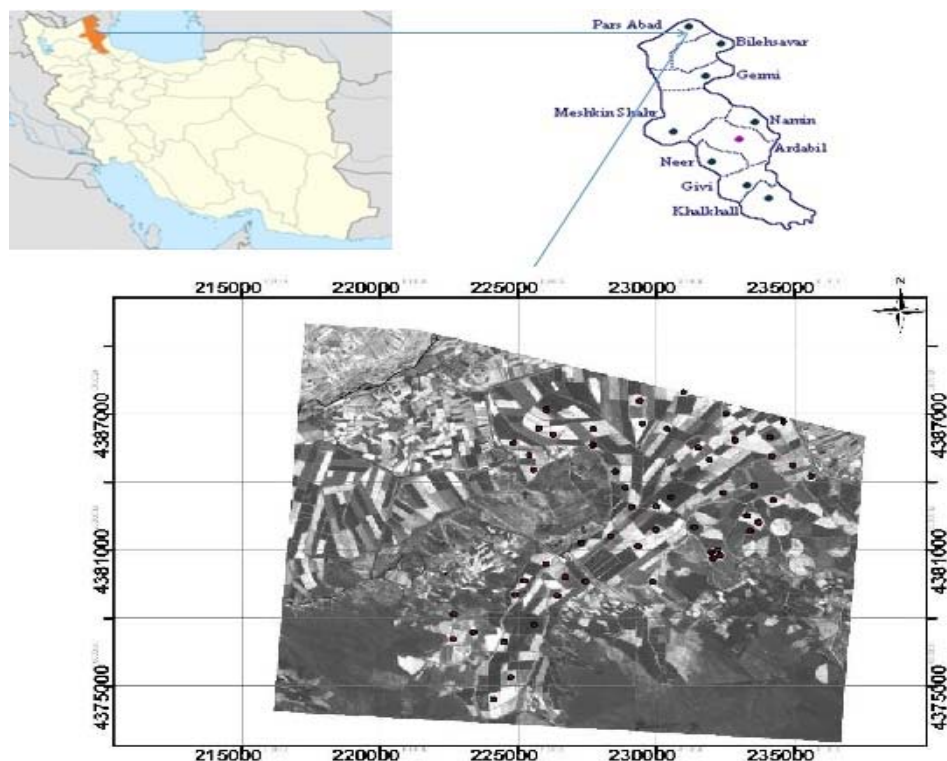 Pars Abad
Bilehsavar
Germi
Meshkin Shahr
Namin
Ardabil
Neer
Givi
Khalkhall
215000 220000 225000 230000 235000
N
4387000 4387000
4381000 4381000
4375000 4375000
215000 220000 225000 230000 235000